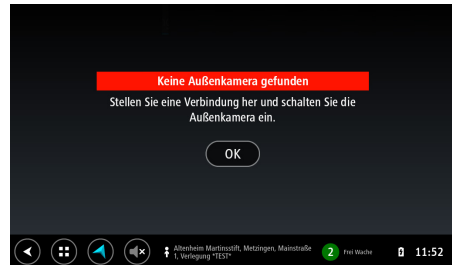 Keine Außenkamera gefunden
Stellen Sie eine Verbindung her und schalten Sie die
Außenkamera ein.
OK
Altenheim Martinsstift, Metzingen, Mainstraße
1, Verlegung *TEST*
2 Frei Wache
11:52